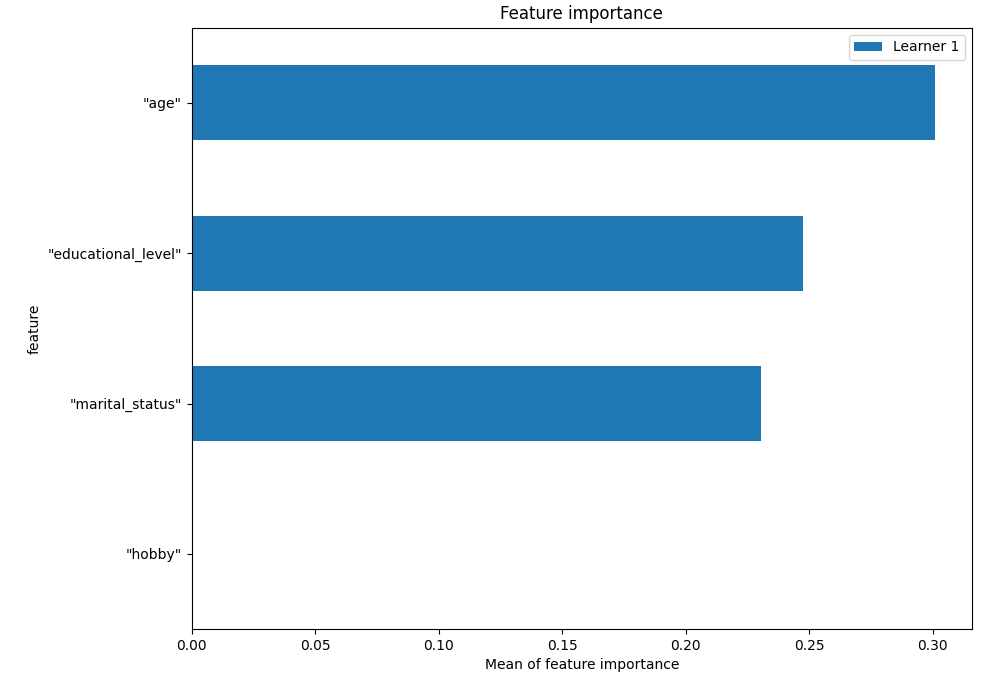 Feature importance
Learner 1
"age"
"educational_level"
"marital_status"
"hobby"
feature
0.00 0.05 0.10 0.15 0.20 0.25 0.30
Mean of feature importance